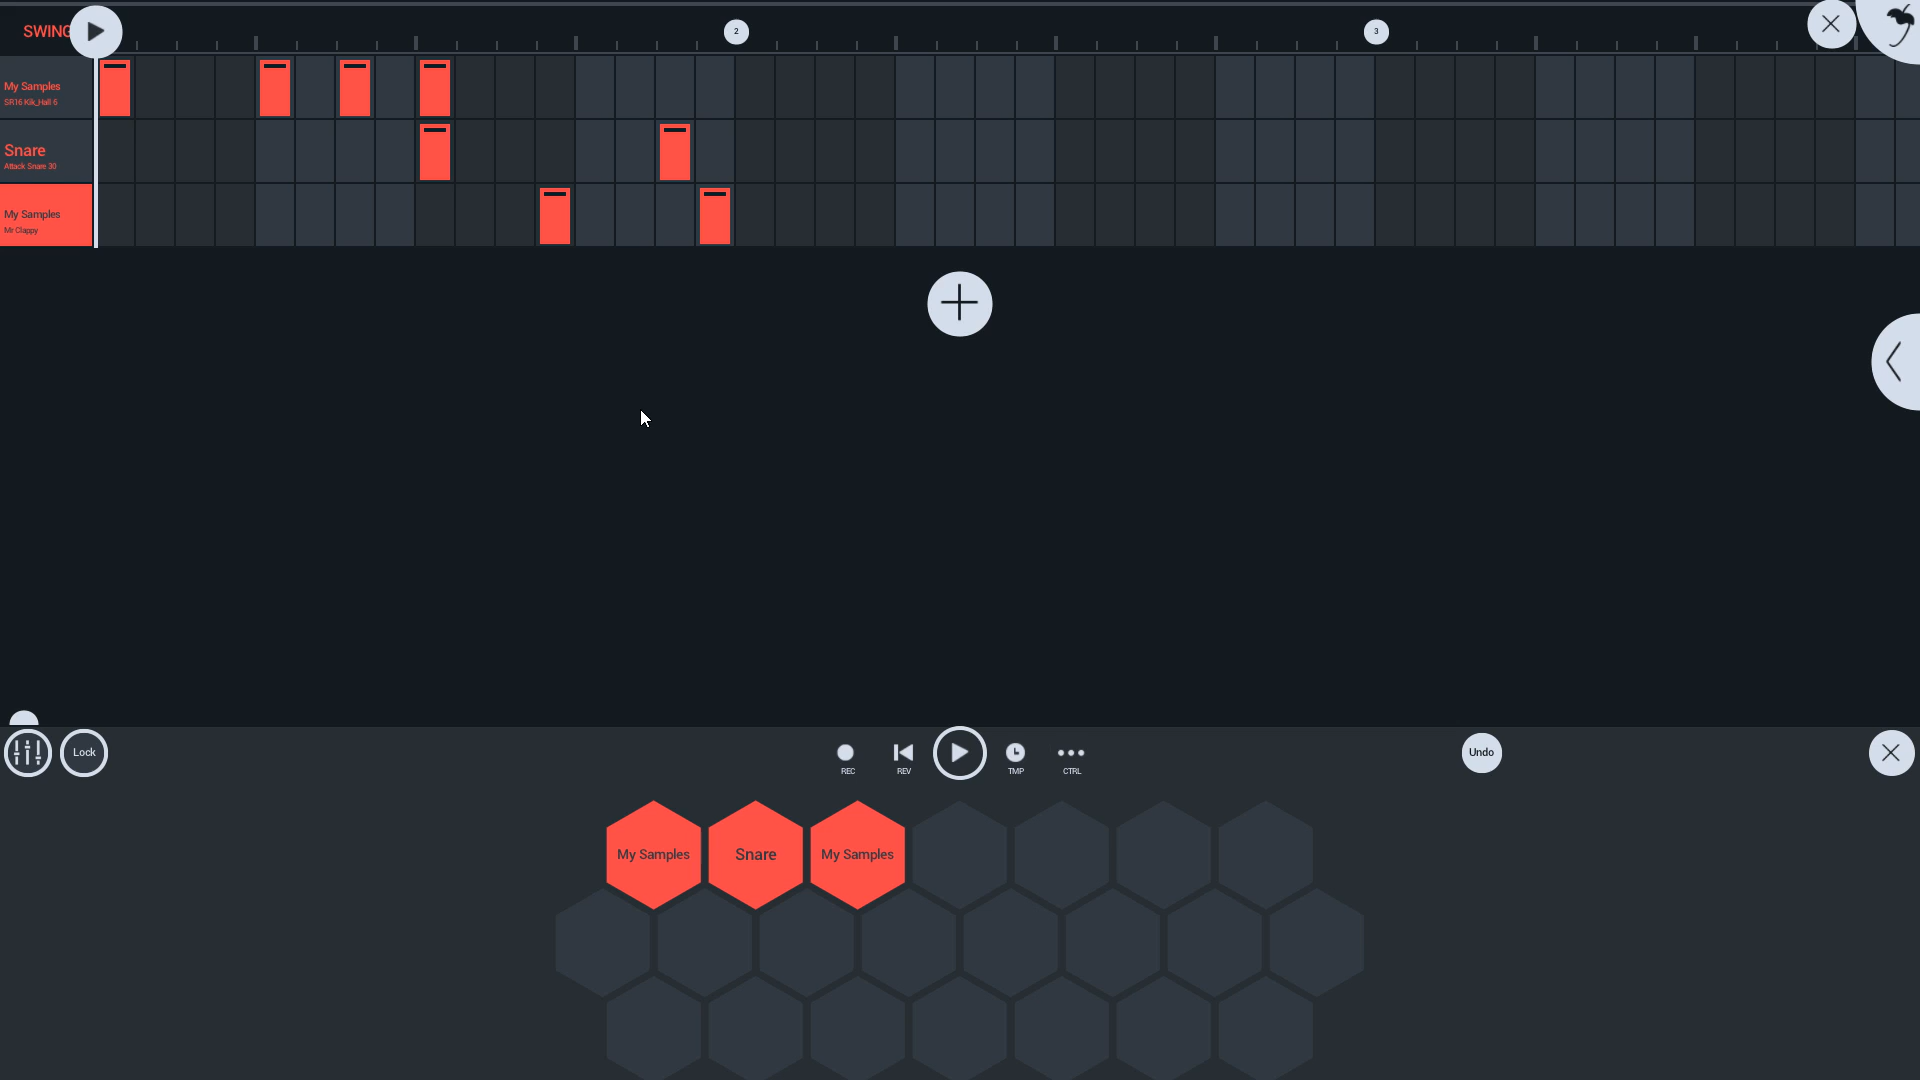 SWING
2
3
My Samples
SR16 Kik_Hall 6
Snare
Attack Snare 30
My Samples
Mr Clappy
Lock
REC
REV
TMP
CTRL
Undo
My Samples
Snare
My Samples